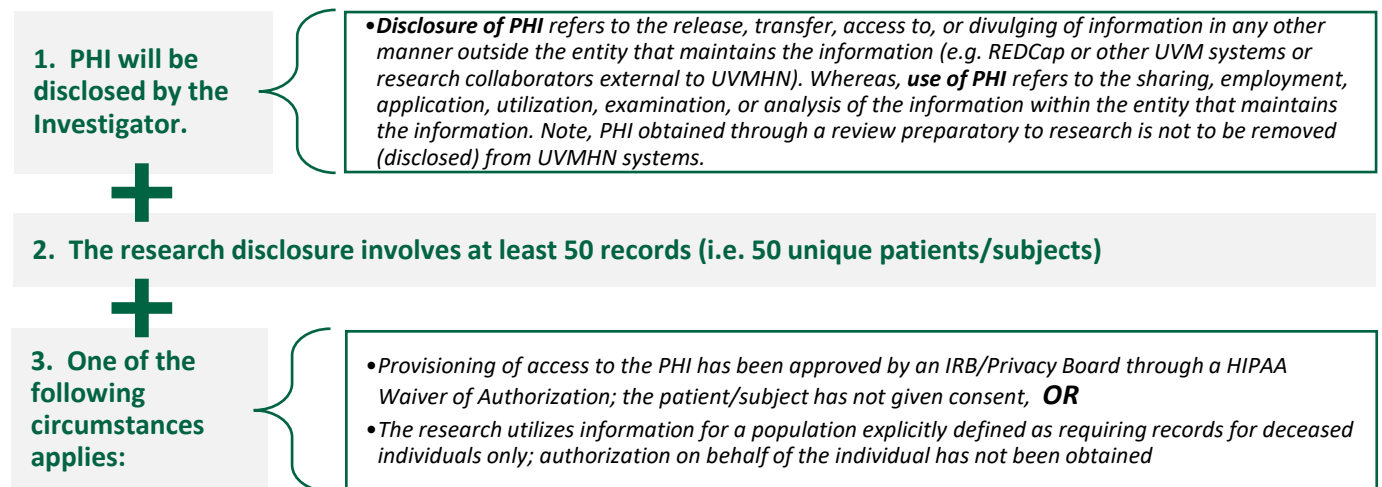 1. PHI will be
disclosed by the
Investigator.
•Disclosure of PHI refers to the release, transfer, access to, or divulging of information in any other
manner outside the entity that maintains the information (e.g. REDCap or other UVM systems or
research collaborators external to UVMHN). Whereas, use of PHI refers to the sharing, employment,
application, utilization, examination, or analysis of the information within the entity that maintains
the information. Note, PHI obtained through a review preparatory to research is not to be removed
(disclosed) from UVMHN systems.
2. The research disclosure involves at least 50 records (i.e. 50 unique patients/subjects)
3. One of the
following
circumstances
applies:
•Provisioning of access to the PHI has been approved by an IRB/Privacy Board through a HIPAA
Waiver of Authorization; the patient/subject has not given consent, OR
•The research utilizes information for a population explicitly defined as requiring records for deceased
individuals only; authorization on behalf of the individual has not been obtained